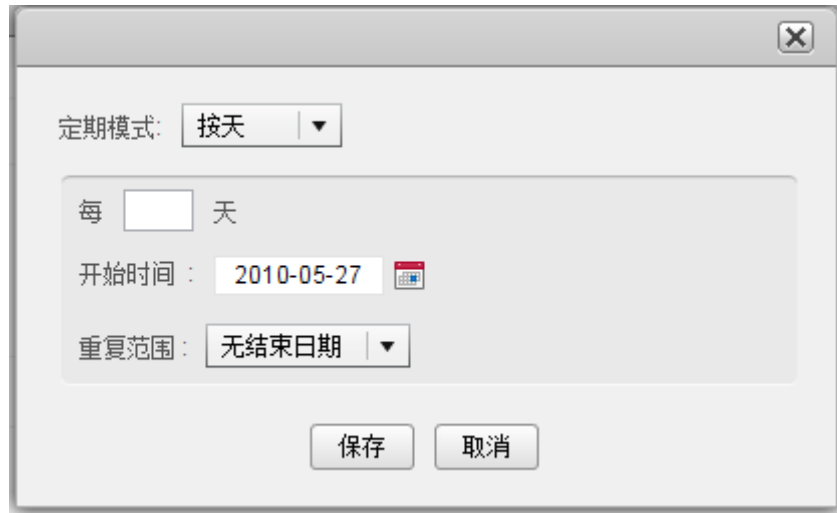 定期模式: 按天
每 天
开始时间 : 2010-05-27
重复范围 : 无结束日期
保存 取消